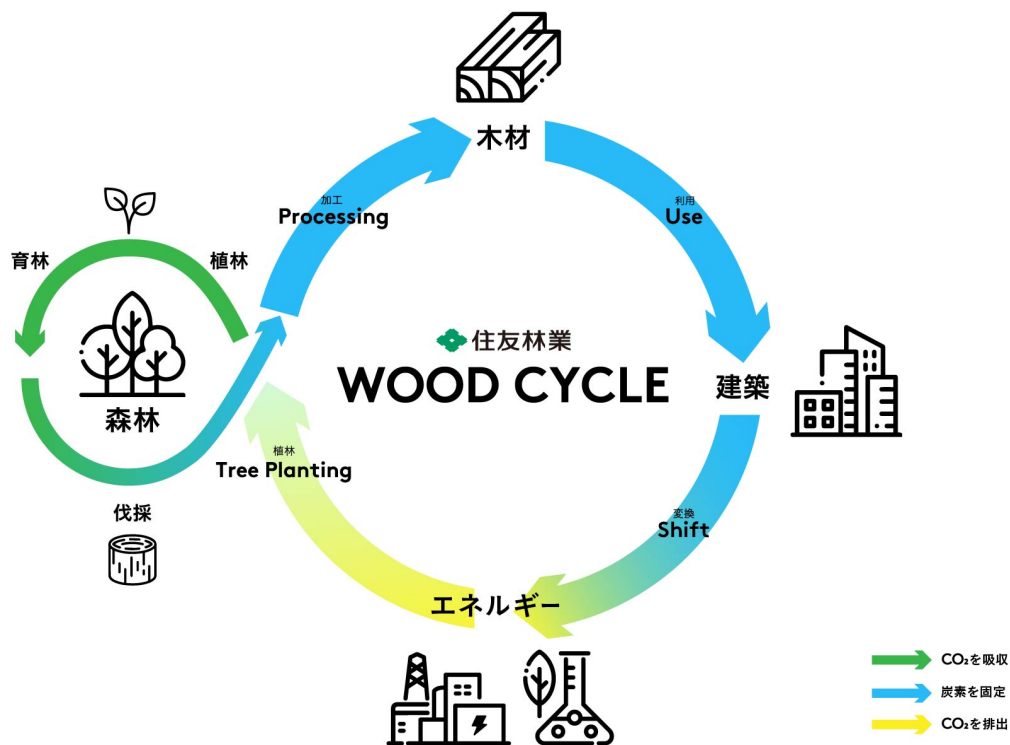 木材
加工
Processing
利用
Use
育林
植林
森林
伐採
住友林業
WOOD CYCLE
建築
植林
Tree Planting
変換
Shift
エネルギー
CO₂を吸収
炭素を固定
CO₂を排出